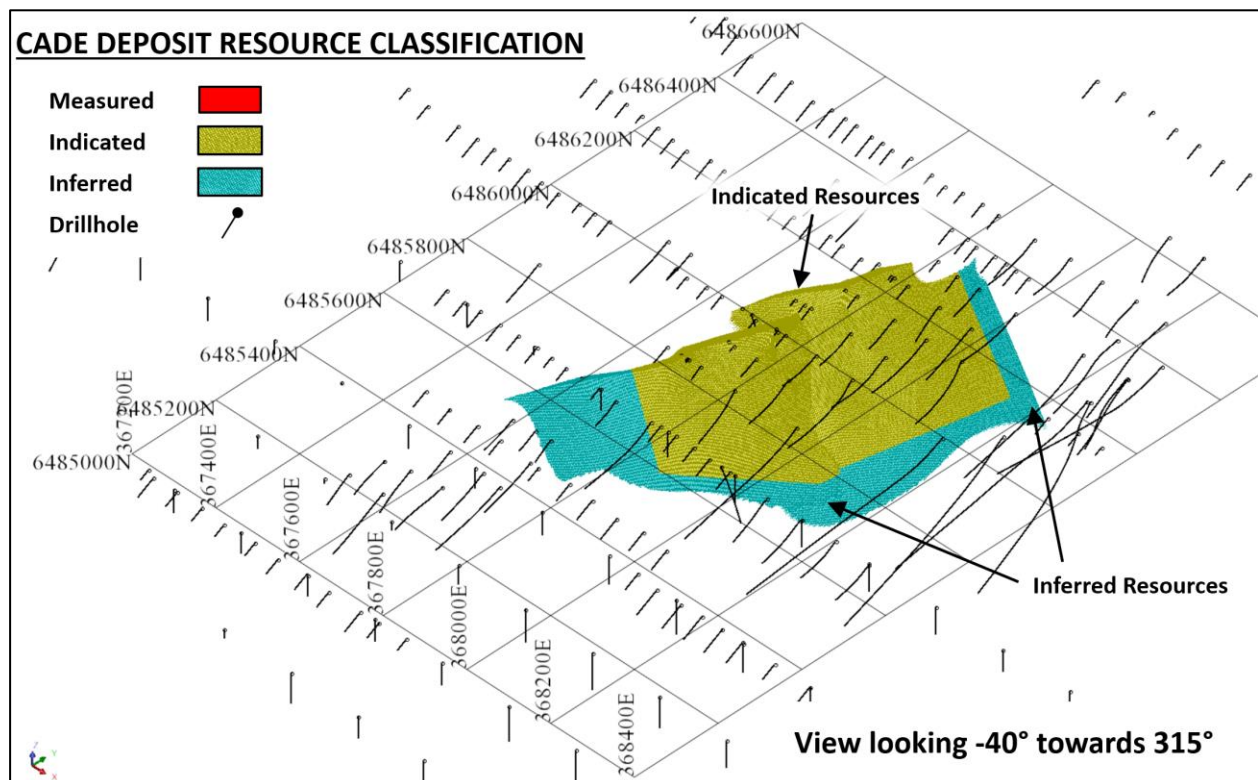 CADE DEPOSIT RESOURCE CLASSIFICATION
Measured
Indicated
Inferred
Drillhole
6486600N
6486400N
6486200N
6486000N
6485800N
6485600N
6485400N
6485200N
6485000N
Indicated Resources
367400E
367600E
367800E
368000E
368200E
368400E
Inferred Resources
View looking -40° towards 315°
Z
Y
X